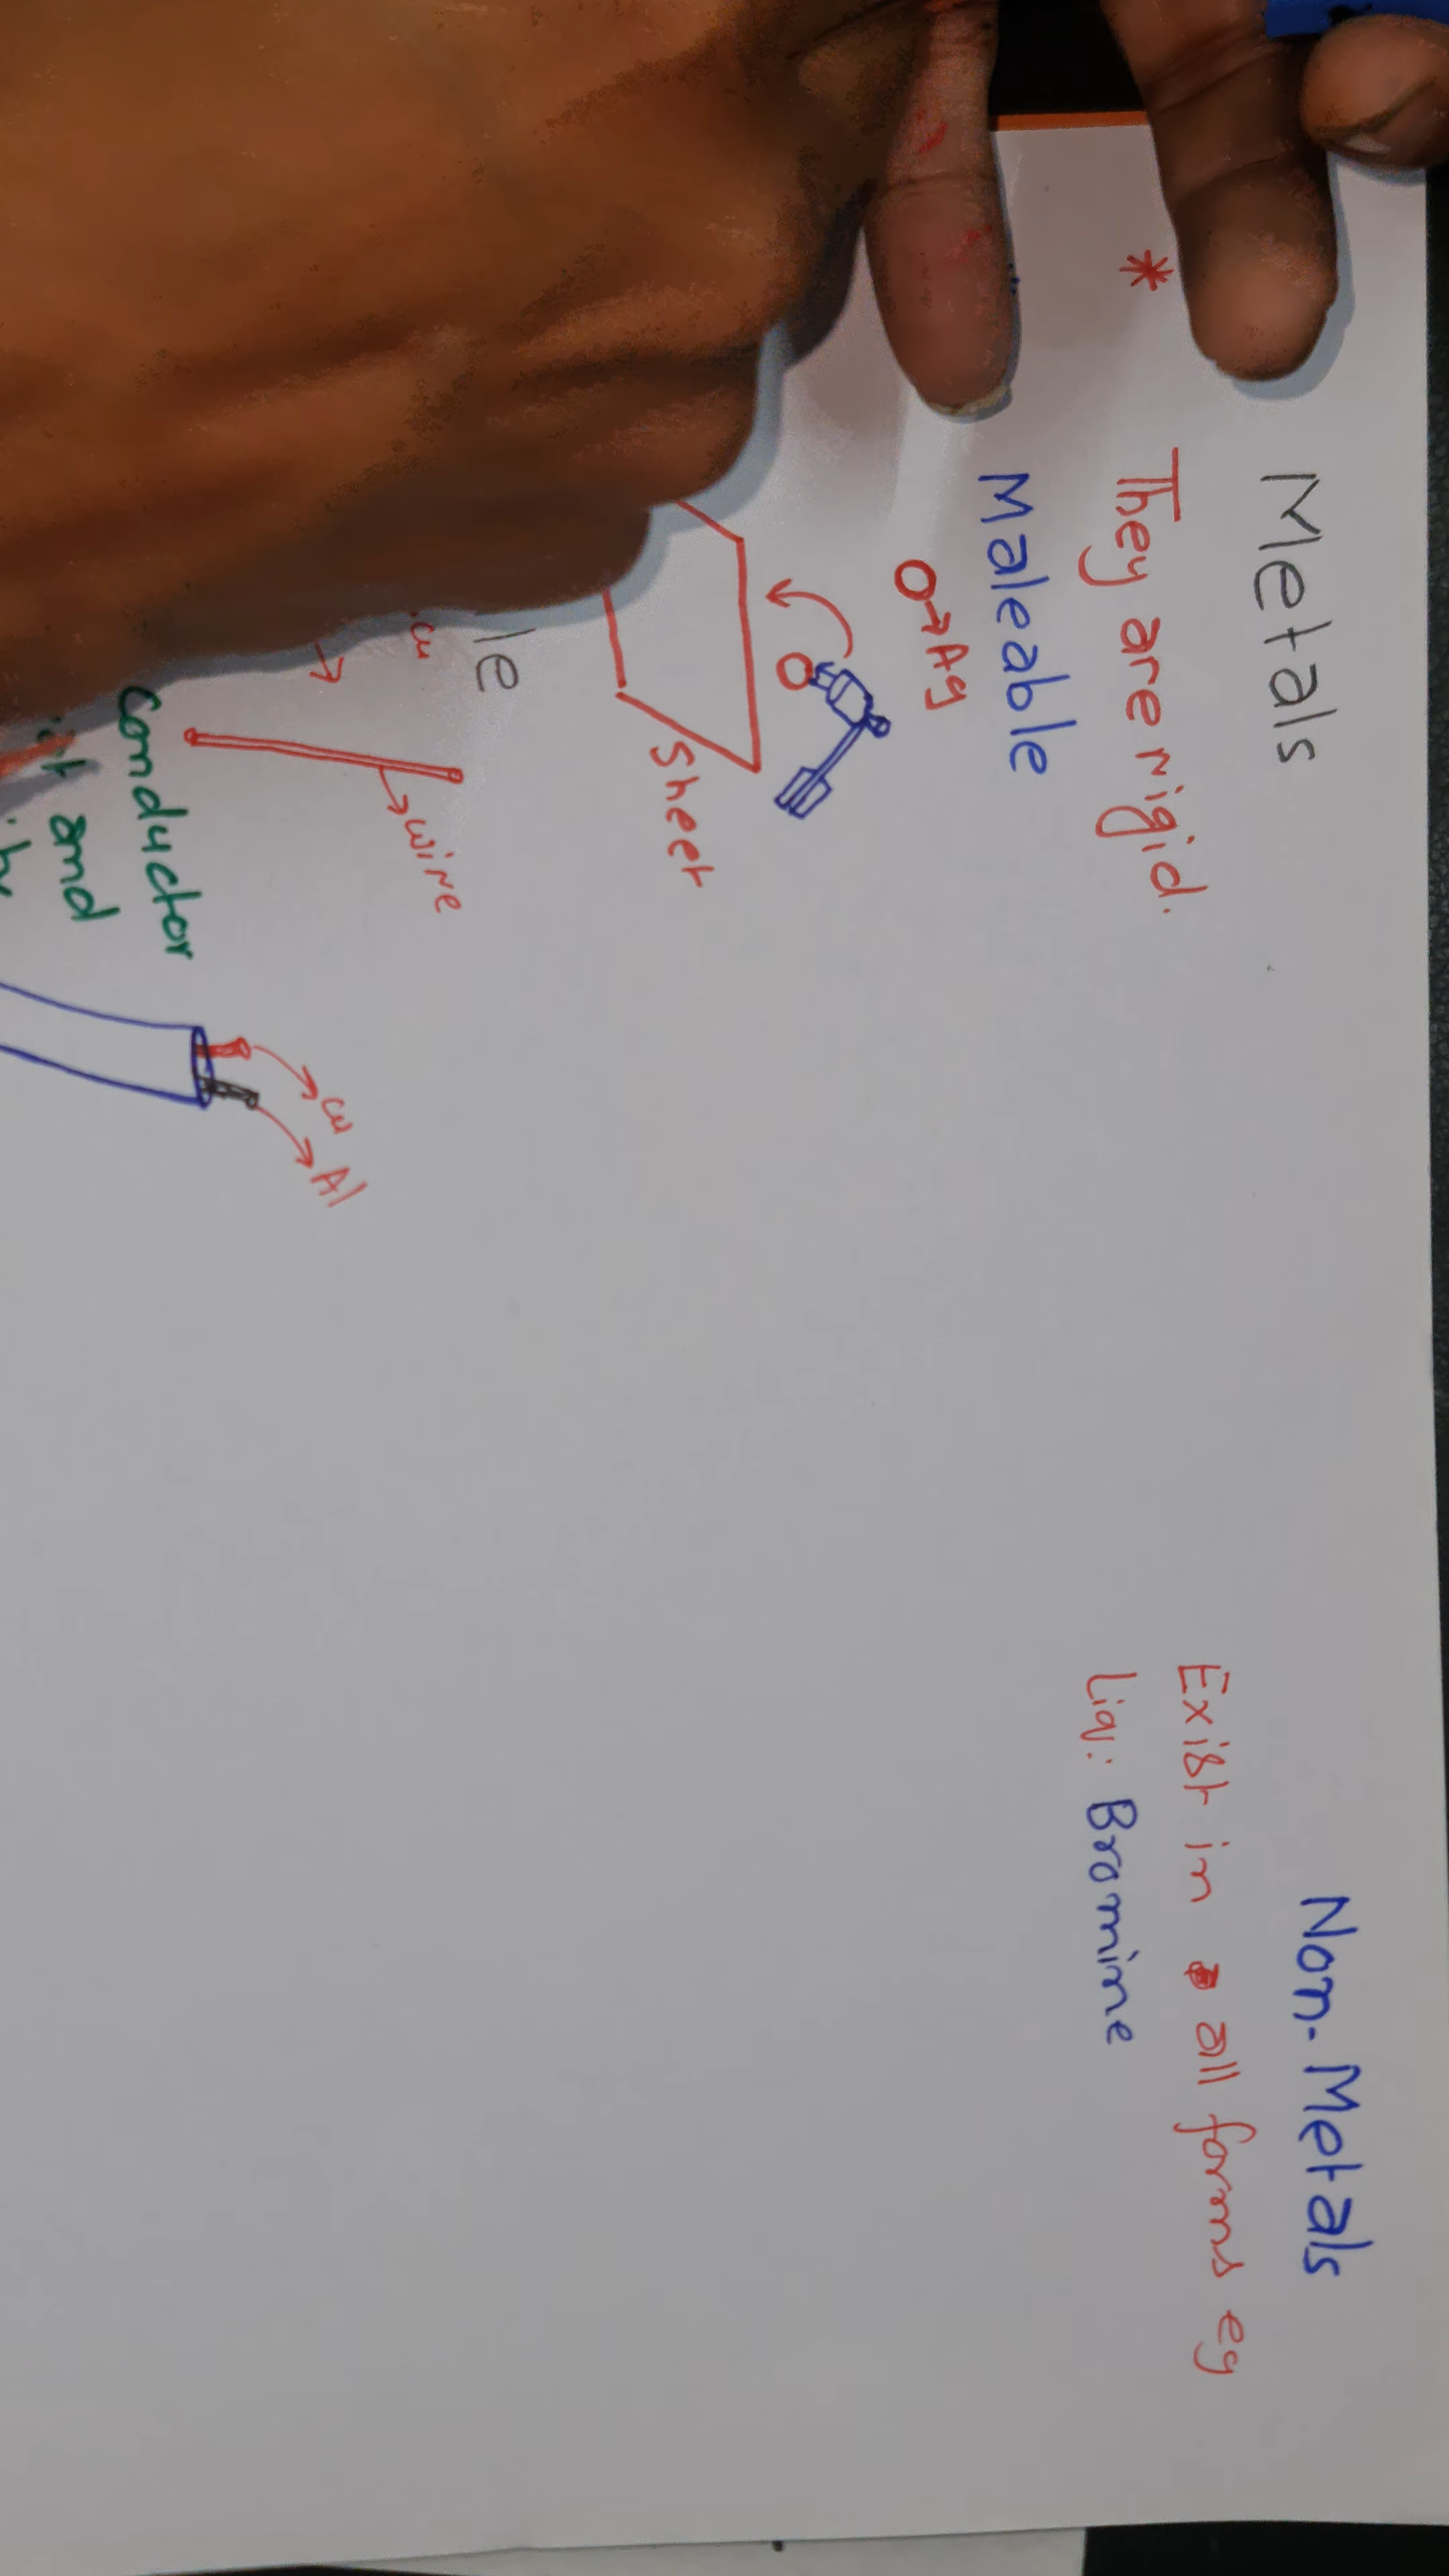 Metals
Non-Metals
* They are rigid.
Exist in all forms eg
Maleable
Liq: Bromine
O→Ag
Sheet
le
cu
wire
cu
Al
conductor
and